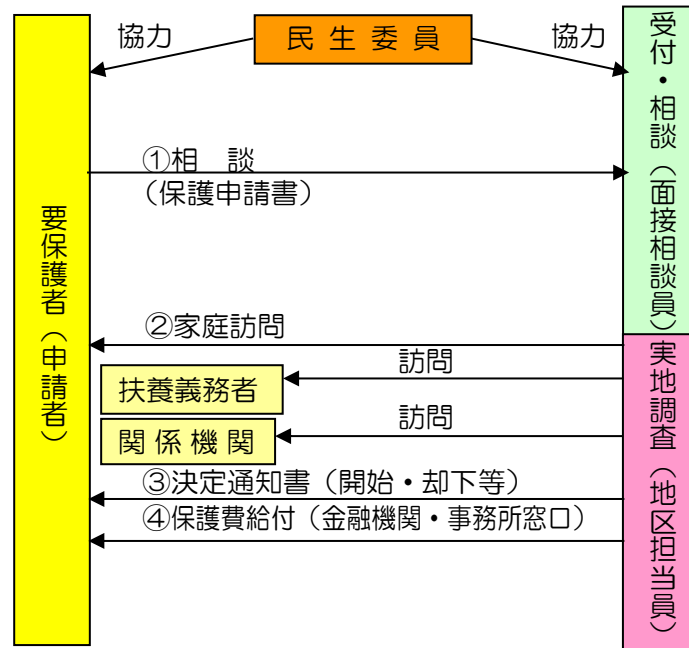 協力
民生委員
協力
受付・相談（面接相談員）
①相　談
（保護申請書）
要保護者（申請者）
②家庭訪問
訪問
扶養義務者
訪問
関係機関
実地調査（地区担当員）
③決定通知書（開始・却下等）
④保護費給付（金融機関・事務所窓口）